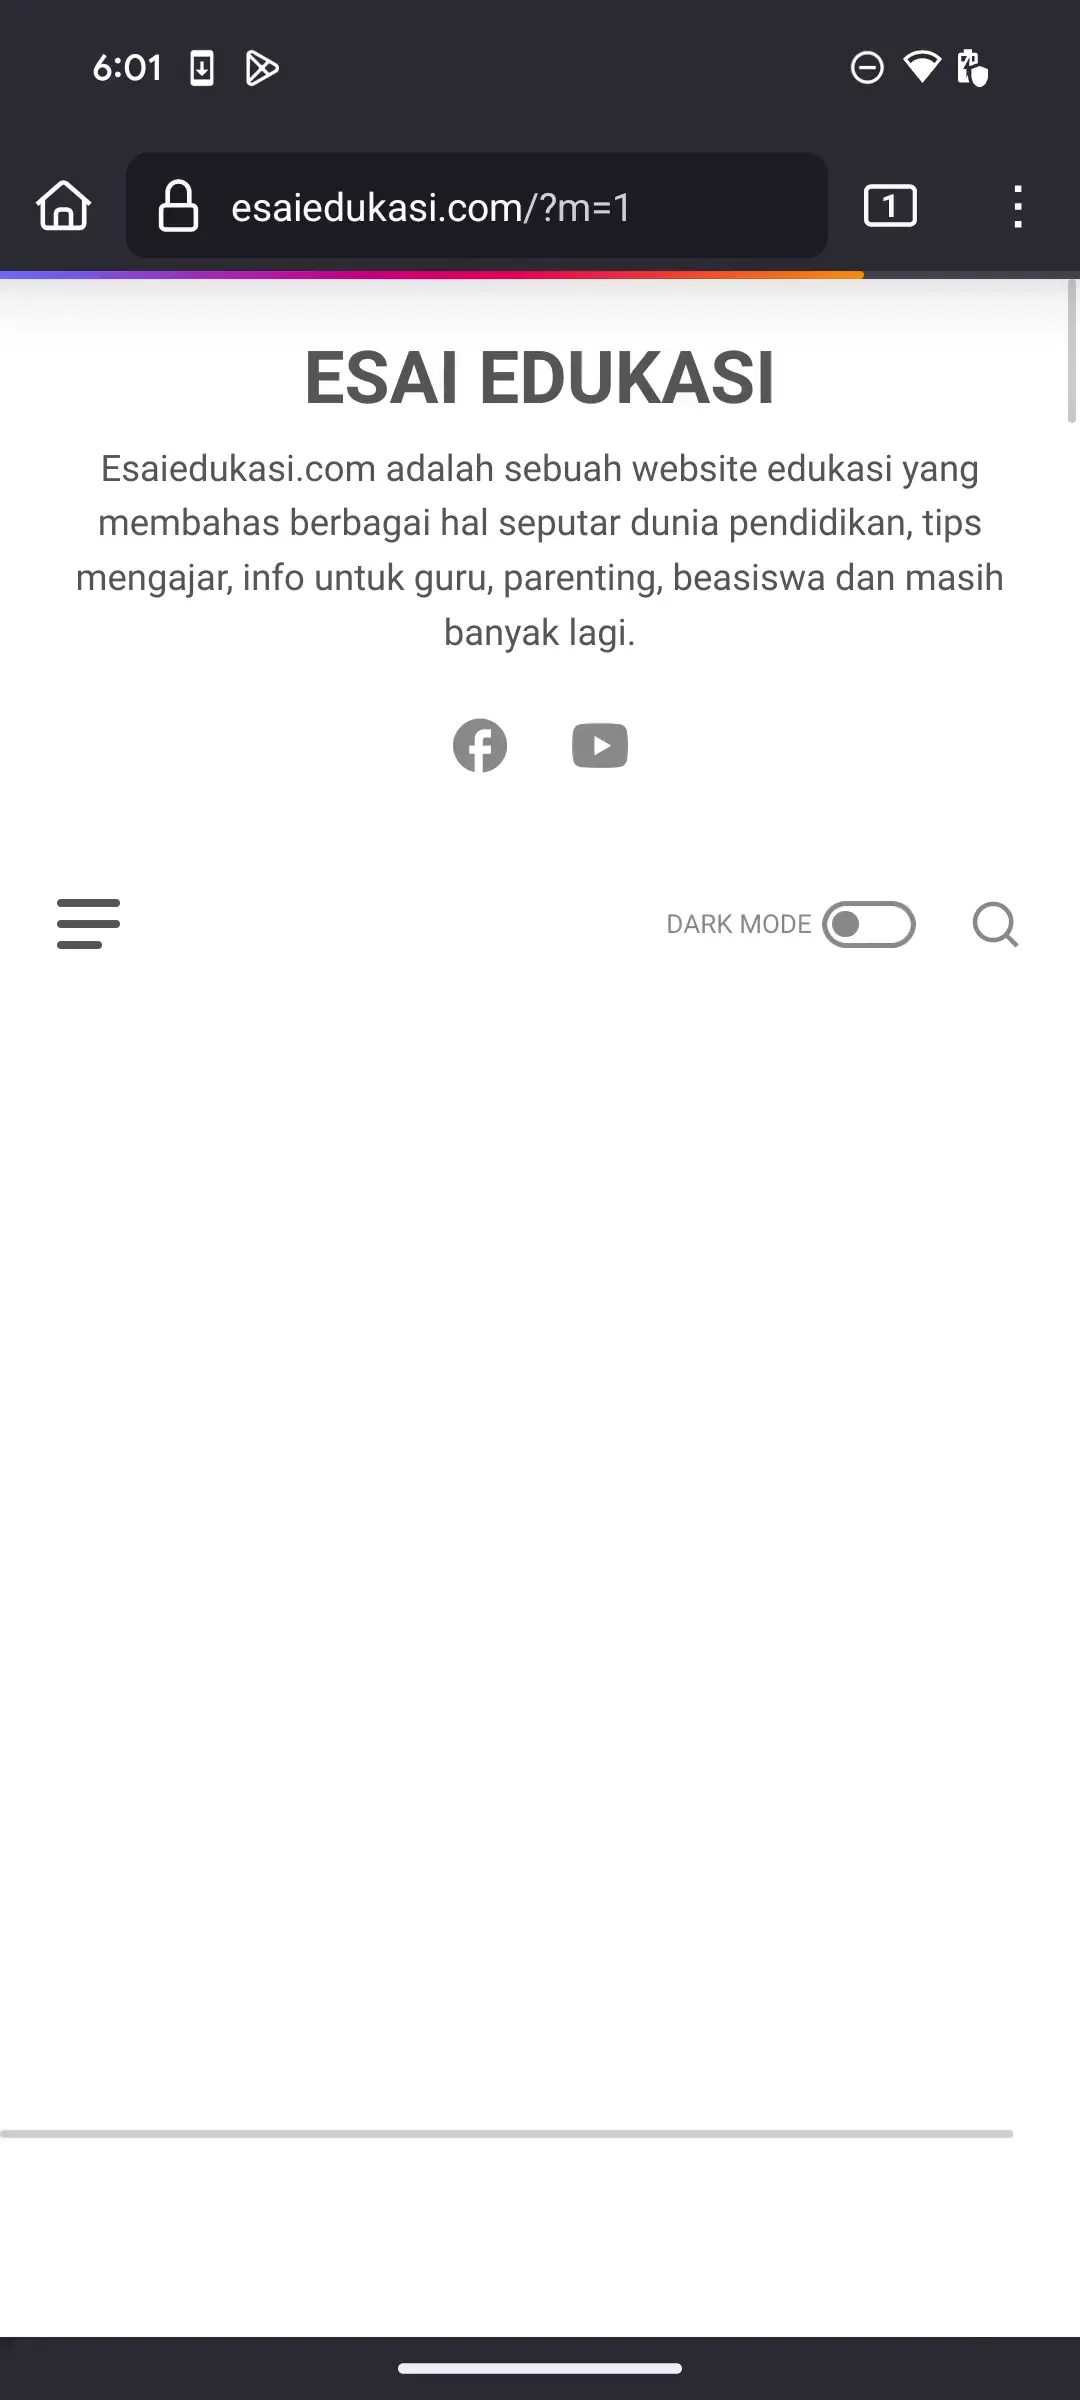 6:01
esaiedukasi.com/?m=1
1
ESAI EDUKASI
Esaiedukasi.com adalah sebuah website edukasi yang
membahas berbagai hal seputar dunia pendidikan, tips
mengajar, info untuk guru, parenting, beasiswa dan masih
banyak lagi.
DARK MODE